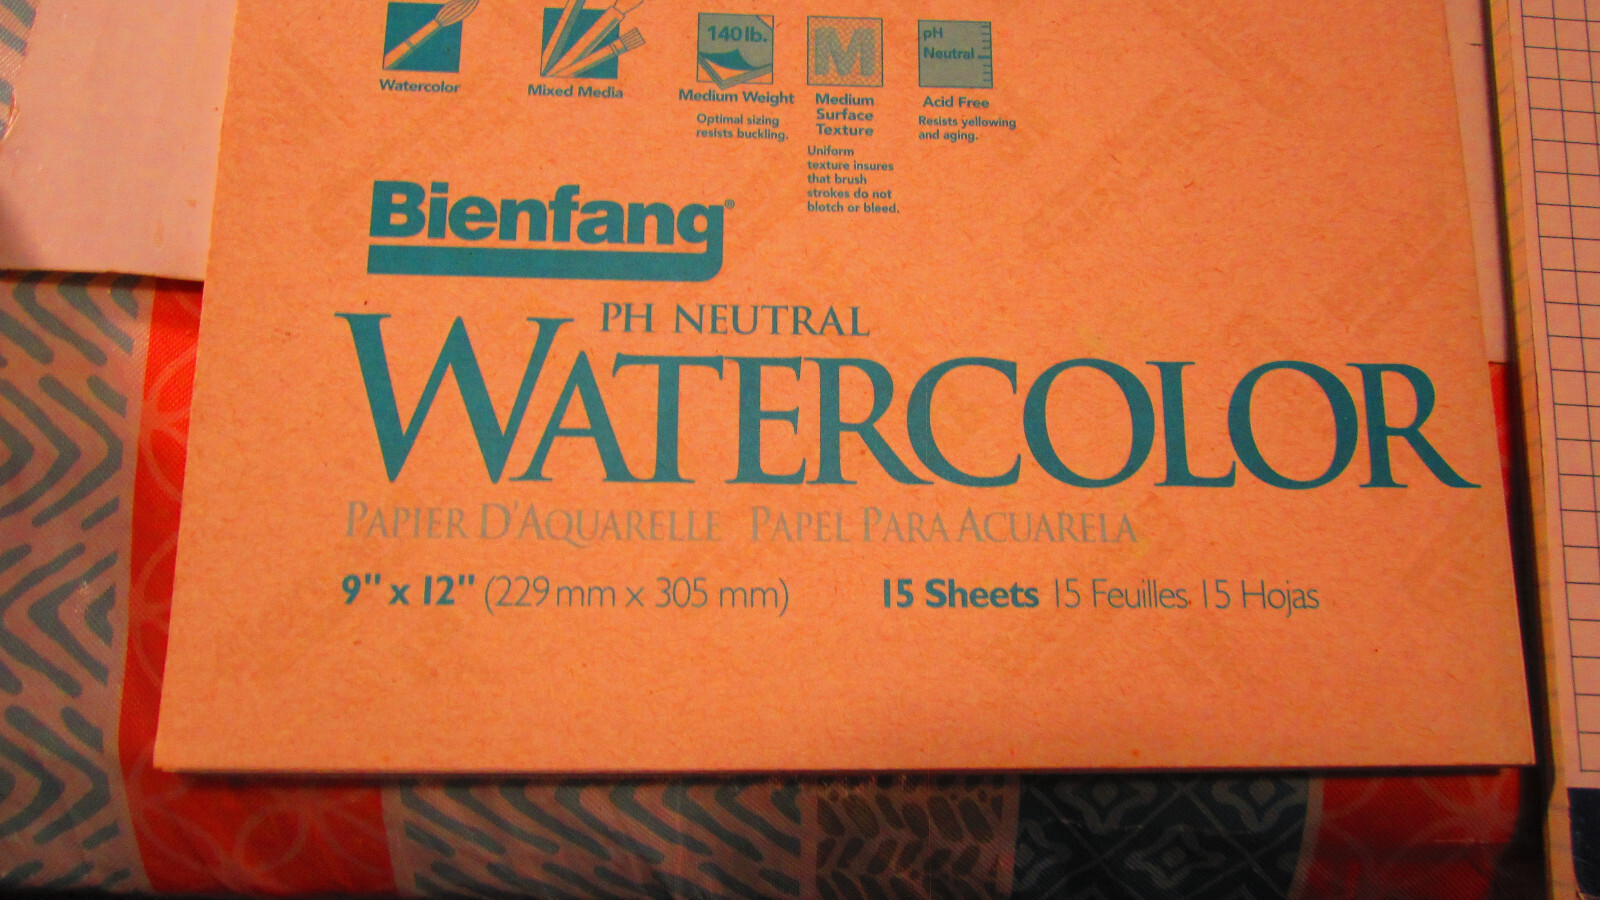 140 lb.
M
pH
Neutral
Watercolor
Mixed Media
Medium Weight
Optimal sizing
resists buckling.
Medium
Surface
Texture
Uniform
texture insures
that brush
strokes do not
blotch or bleed.
Acid Free
Resists yellowing
and aging.
Bienfang®
PH NEUTRAL
WATERCOLOR
PAPIER D'AQUARELLE PAPEL PARA ACUARELA
9" x 12" (229 mm x 305 mm) 15 Sheets 15 Feuilles 15 Hojas